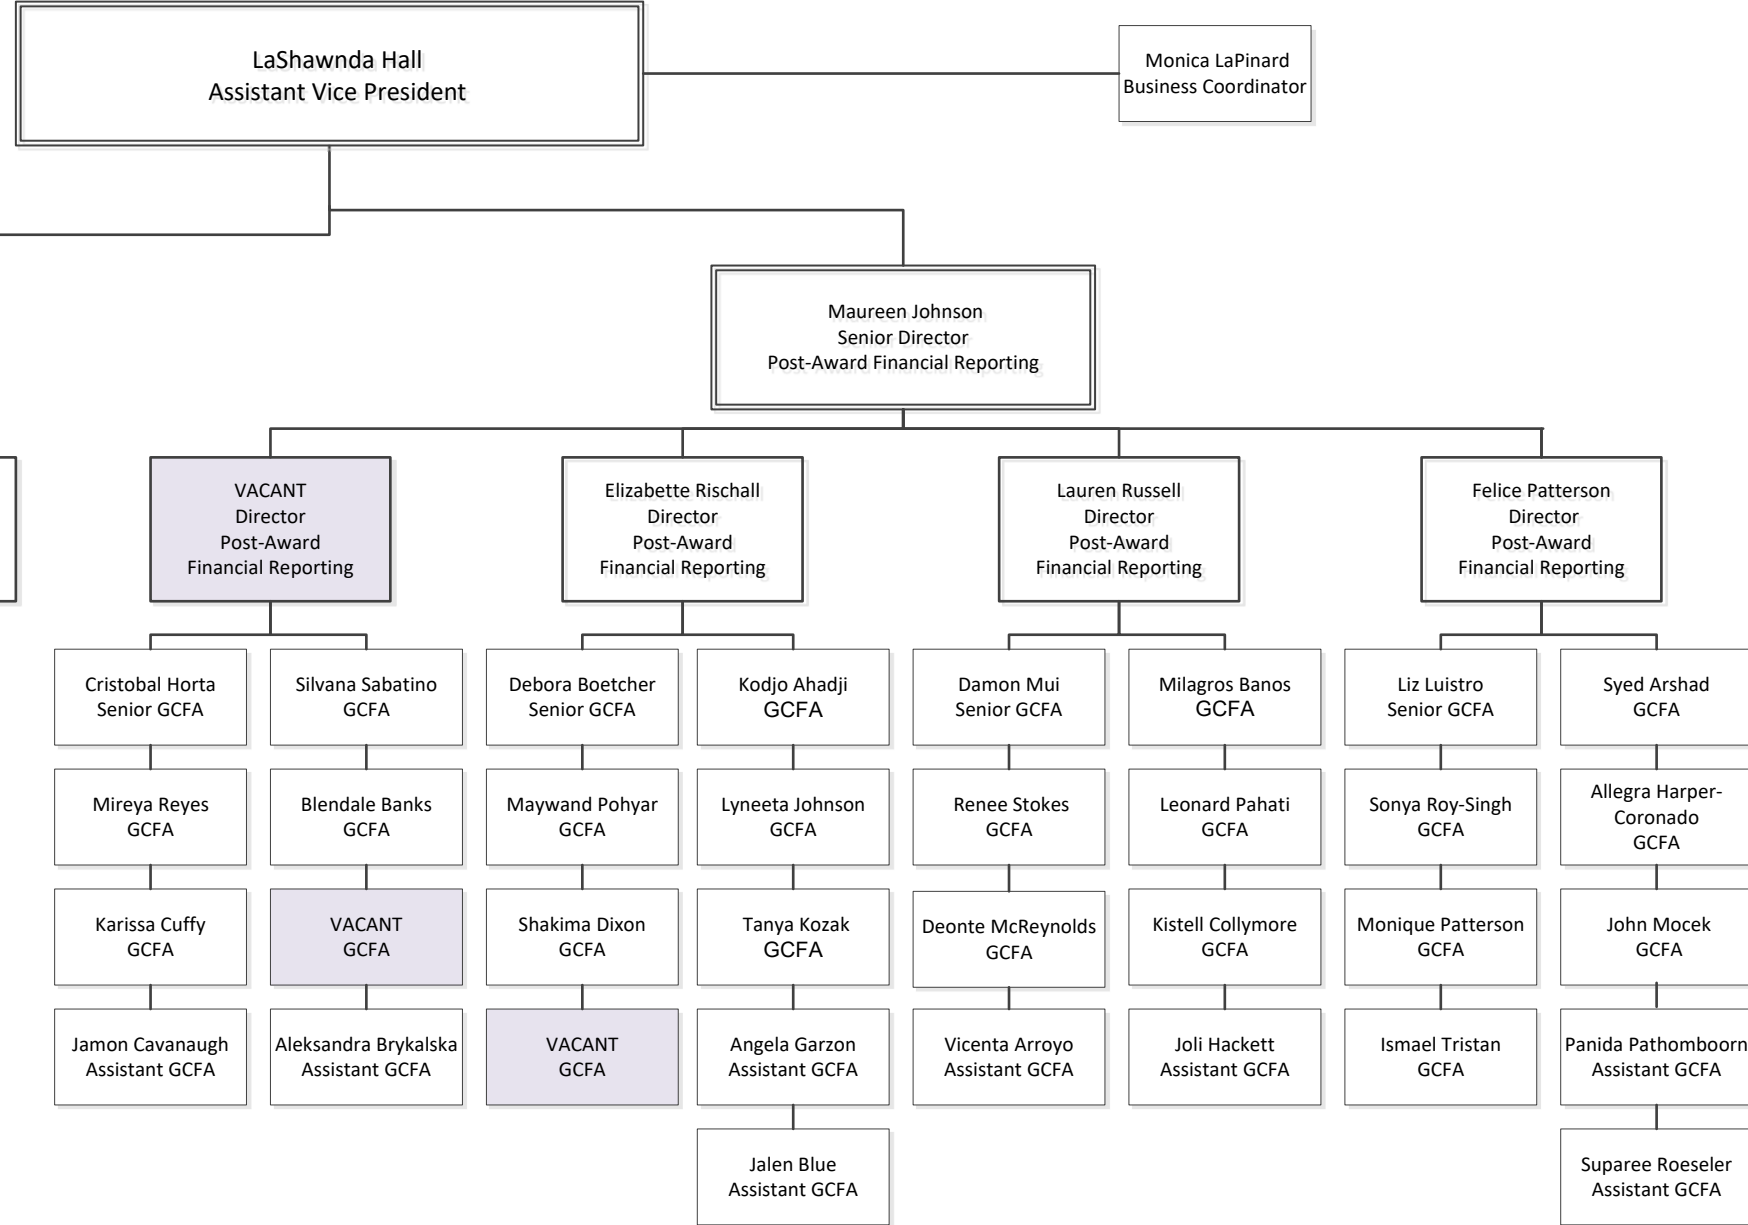 LaShawnda Hall
Assistant Vice President
Monica LaPinard
Business Coordinator
Maureen Johnson
Senior Director
Post-Award Financial Reporting
VACANT
Director
Post-Award
Financial Reporting
Elizabette Rischall
Director
Post-Award
Financial Reporting
Lauren Russell
Director
Post-Award
Financial Reporting
Felice Patterson
Director
Post-Award
Financial Reporting
Cristobal Horta
Senior GCFA
Silvana Sabatino
GCFA
Debora Boetcher
Senior GCFA
Kodjo Ahadji
GCFA
Damon Mui
Senior GCFA
Milagros Banos
GCFA
Liz Luistro
Senior GCFA
Syed Arshad
GCFA
Mireya Reyes
GCFA
Blendale Banks
GCFA
Maywand Pohyar
GCFA
Lyneeta Johnson
GCFA
Renee Stokes
GCFA
Leonard Pahati
GCFA
Sonya Roy-Singh
GCFA
Allegra Harper-
Coronado
GCFA
Karissa Cuffy
GCFA
VACANT
GCFA
Shakima Dixon
GCFA
Tanya Kozak
GCFA
Deonte McReynolds
GCFA
Kistell Collymore
GCFA
Monique Patterson
GCFA
John Mocek
GCFA
Jamon Cavanaugh
Assistant GCFA
Aleksandra Brykalska
Assistant GCFA
VACANT
GCFA
Angela Garzon
Assistant GCFA
Vicenta Arroyo
Assistant GCFA
Joli Hackett
Assistant GCFA
Ismael Tristan
GCFA
Panida Pathomboorn
Assistant GCFA
Jalen Blue
Assistant GCFA
Suparee Roeseler
Assistant GCFA